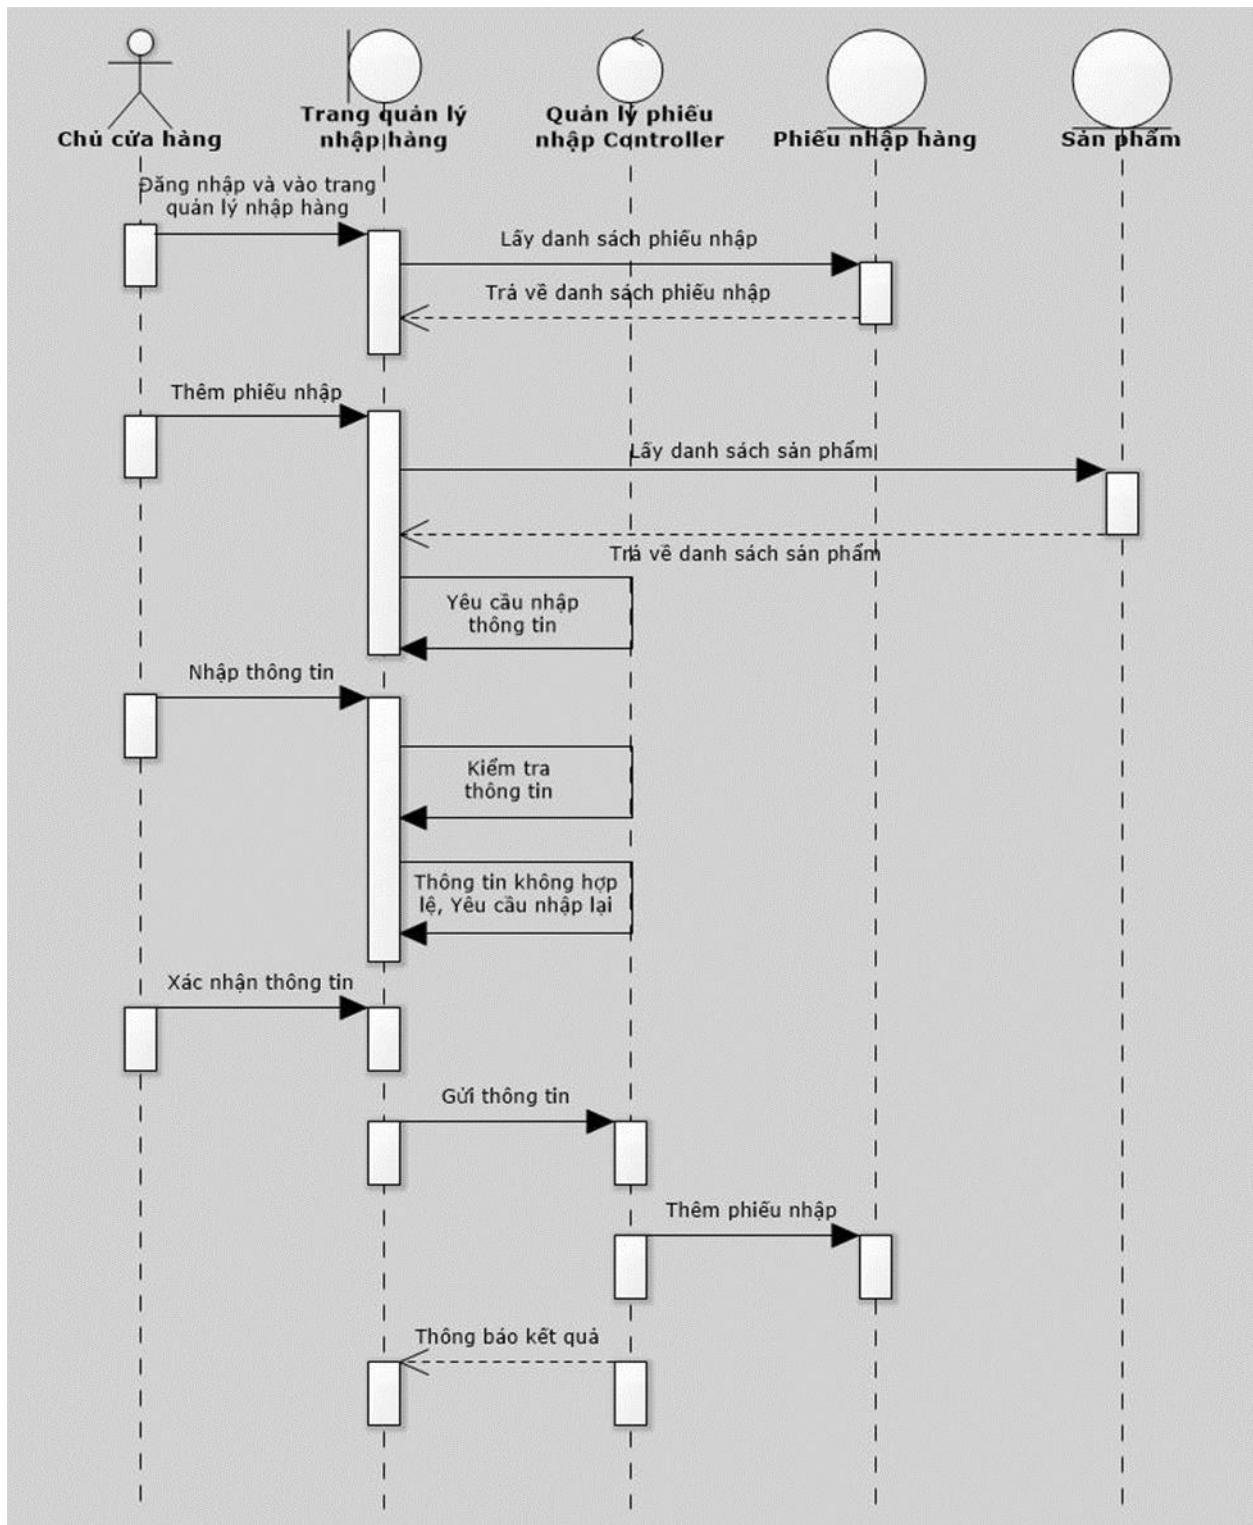 Chủ cửa hàng
Trang quản lý
nhập hàng
Quản lý phiếu
nhập Controller
Phiếu nhập hàng
Sản phẩm
Đăng nhập và vào trang
quản lý nhập hàng
Lấy danh sách phiếu nhập
Trả về danh sách phiếu nhập
Thêm phiếu nhập
Lấy danh sách sản phẩm
Trả về danh sách sản phẩm
Yêu cầu nhập
thông tin
Nhập thông tin
Kiểm tra
thông tin
Thông tin không hợp
lệ, Yêu cầu nhập lại
Xác nhận thông tin
Gửi thông tin
Thêm phiếu nhập
Thông báo kết quả